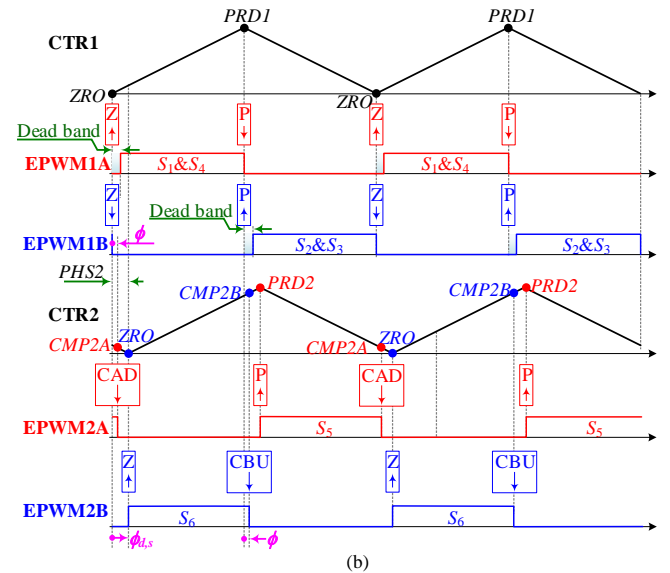 PRD1 PRD1
CTR1
ZRO ZRO
Z P Z P
Dead band
EPWM1A S1&S4 S1&S4
Z P Z P
ϕ Dead band
EPWM1B S2&S3 S2&S3
PHS2
CMP2B PRD2 CMP2B PRD2
CTR2 ZRO ZRO
CMP2A CMP2A
CAD P CAD P
EPWM2A S5 S5
Z CBU Z CBU
EPWM2B S6 S6
ϕd,s ϕ
(b)